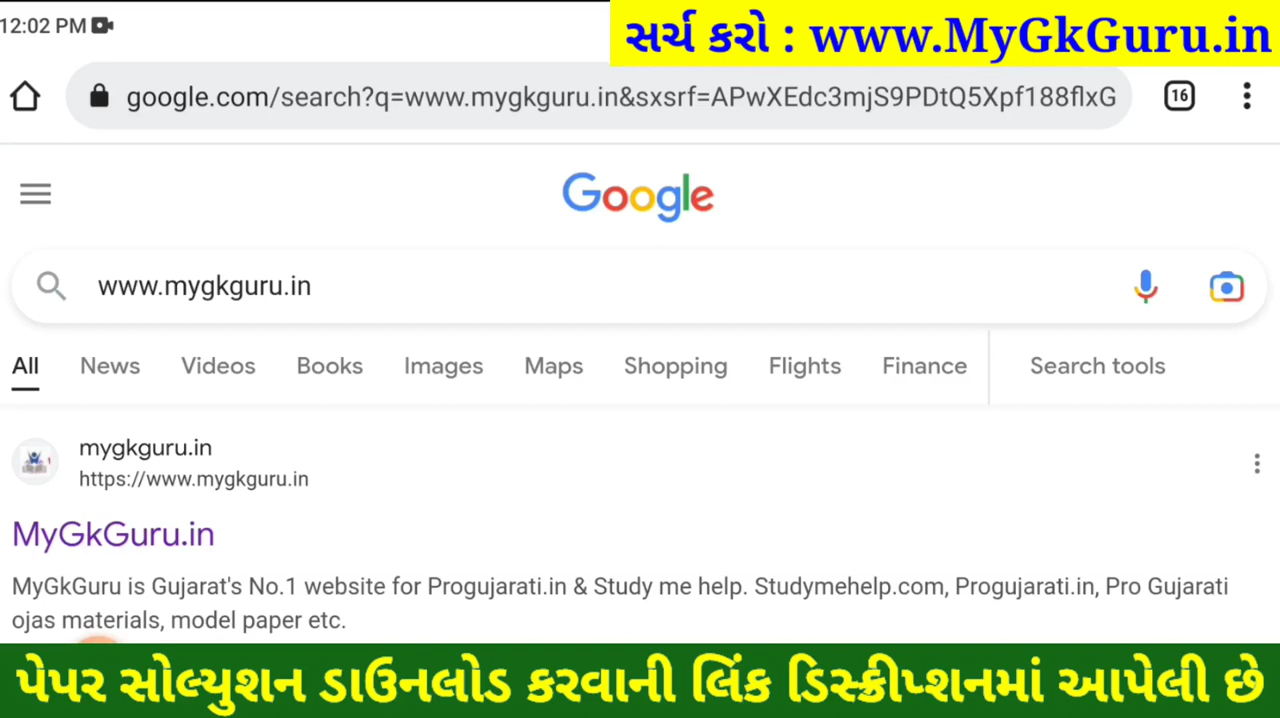 12:02 PM
સર્ચ કરો : www.MyGkGuru.in
google.com/search?q=www.mygkguru.in&sxsrf=APwXEdc3mjS9PDtQ5Xpf188flxG
16
Google
www.mygkguru.in
All News Videos Books Images Maps Shopping Flights Finance Search tools
mygkguru.in
https://www.mygkguru.in
MyGkGuru.in
MyGkGuru is Gujarat's No.1 website for Progujarati.in & Study me help. Studymehelp.com, Progujarati.in, Pro Gujarati
ojas materials, model paper etc.
પેપર સોલ્યુશન ડાઉનલોડ કરવાની લિંક ડિસ્ક્રીપ્શનમાં આપેલી છે